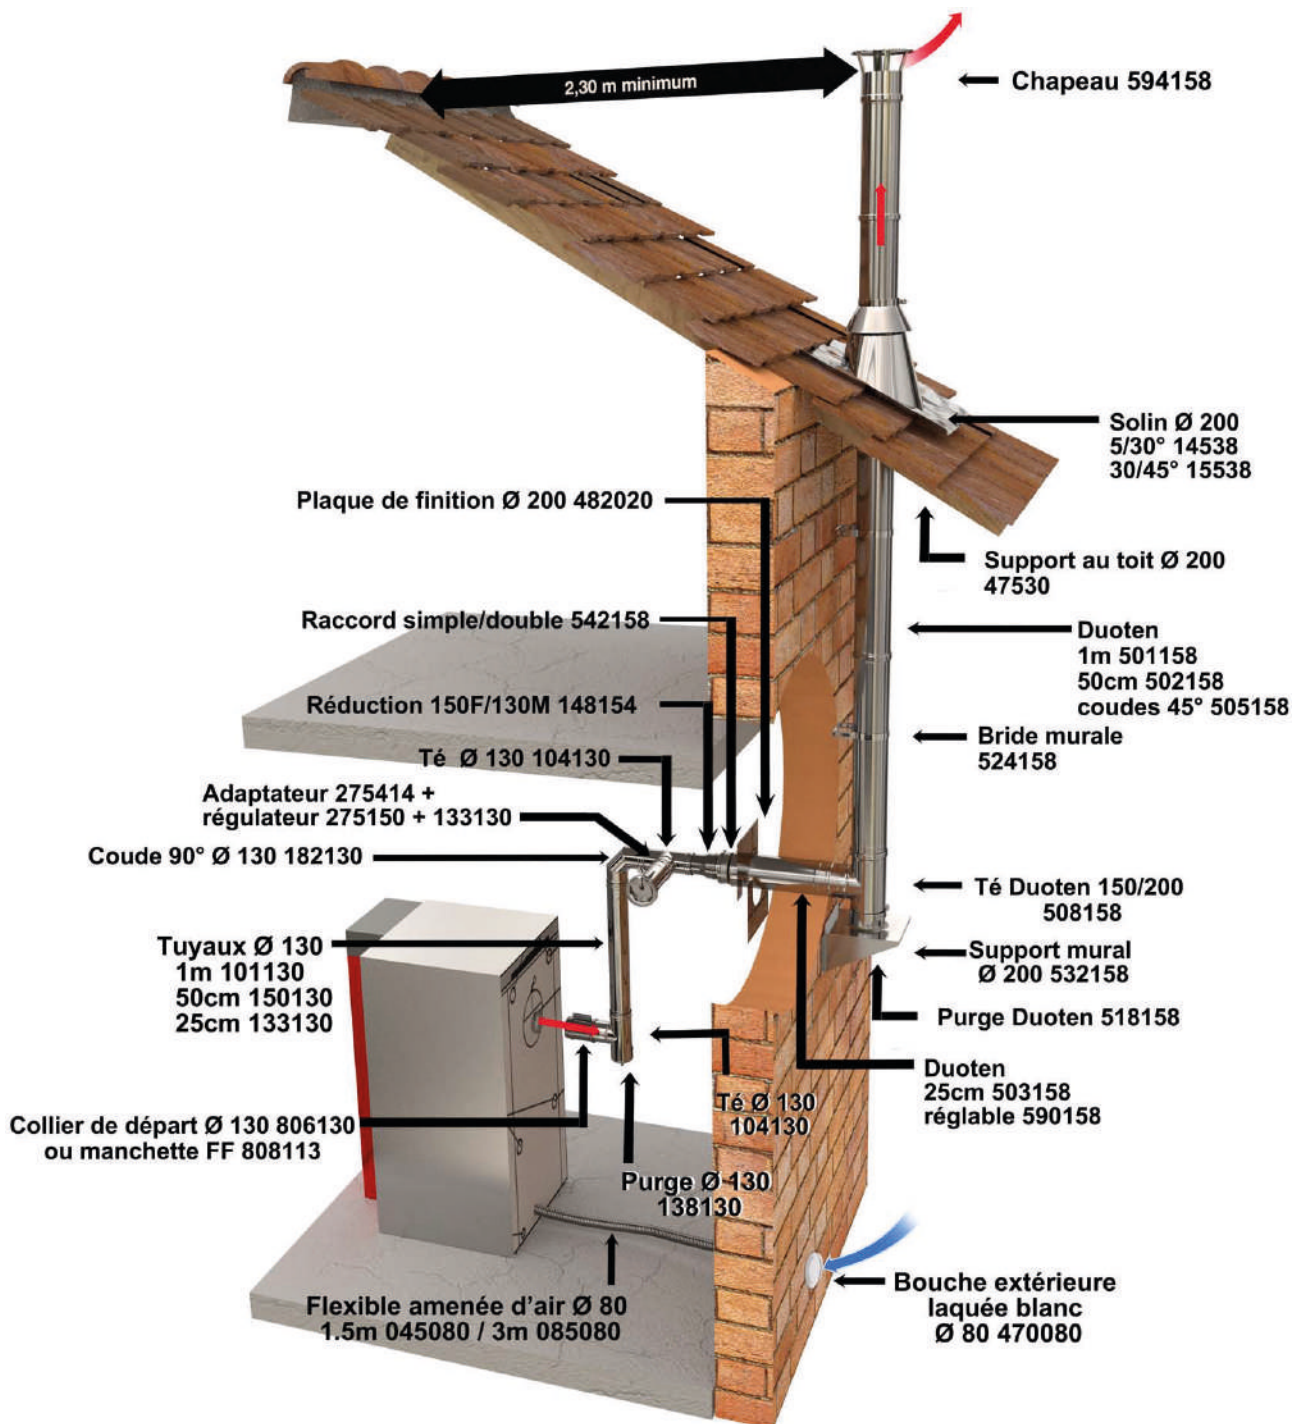 2,30 m minimum
Chapeau 594158
Solin Ø 200
5/30° 14538
30/45° 15538
Plaque de finition Ø 200 482020
Support au toit Ø 200
47530
Raccord simple/double 542158
Duoten
1m 501158
50cm 502158
coudes 45° 505158
Réduction 150F/130M 148154
Bride murale
524158
Té Ø 130 104130
Adaptateur 275414 +
régulateur 275150 + 133130
Coude 90° Ø 130 182130
Té Duoten 150/200
508158
Tuyaux Ø 130
1m 101130
50cm 150130
25cm 133130
Support mural
Ø 200 532158
Purge Duoten 518158
Duoten
25cm 503158
réglable 590158
Té Ø 130
104130
Collier de départ Ø 130 806130
ou manchette FF 808113
Purge Ø 130
138130
Flexible amenée d'air Ø 80
1.5m 045080 / 3m 085080
Bouche extérieure
laquée blanc
Ø 80 470080